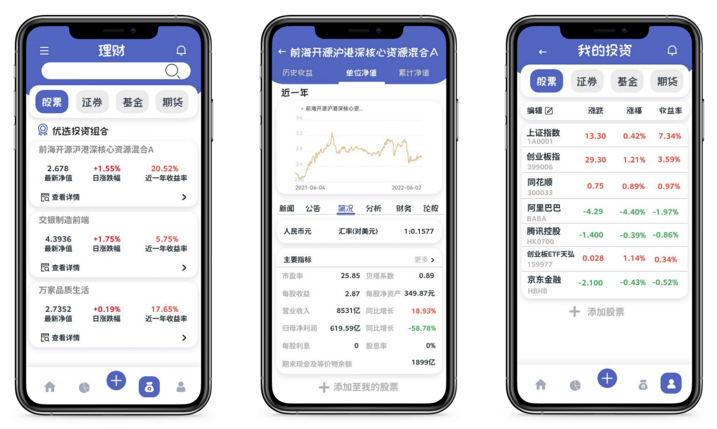 理财
股票 证券 基金 期货
优选投资组合
前海开源沪港深核心资源混合A
2.678 +1.55% 20.52%
最新净值 日涨跌幅 近一年收益率
查看详情
交银制造前端
4.3936 +1.75% 5.75%
最新净值 日涨跌幅 近一年收益率
查看详情
万家品质生活
2.7352 +0.19% 17.65%
最新净值 日涨跌幅 近一年收益率
查看详情
前海开源沪港深核心资源混合A
历史收益 单位净值 累计净值
近一年
前海开源沪港深核心资...
2021-06-04 2022-06-02
新闻 公告 简况 分析 财务 论股
人民币元 汇率(对美元) 1:0.1577
主要指标 更多
市盈率 25.85 贝塔系数 0.89
每股收益 2.87 每股净资产 349.87元
营业收入 8531亿 同比增长 18.93%
归母净利润 619.59亿 同比增长 -58.78%
每股股利 0 股息率 0%
期末现金及等价物余额 1899亿
添加至我的股票
我的投资
股票 证券 基金 期货
编辑 涨跌 涨幅 收益率
上证指数 13.30 0.42% 7.34%
1A0001
创业板指 29.30 1.21% 3.59%
399006
同花顺 0.75 0.89% 0.97%
300033
阿里巴巴 -4.29 -4.40% -1.97%
BABA
腾讯控股 -1.400 -0.39% -0.86%
HK0700
创业板ETF天弘 0.028 1.14% 0.34%
159977
京东金融 -2.100 -0.43% -0.52%
HBHB
添加股票